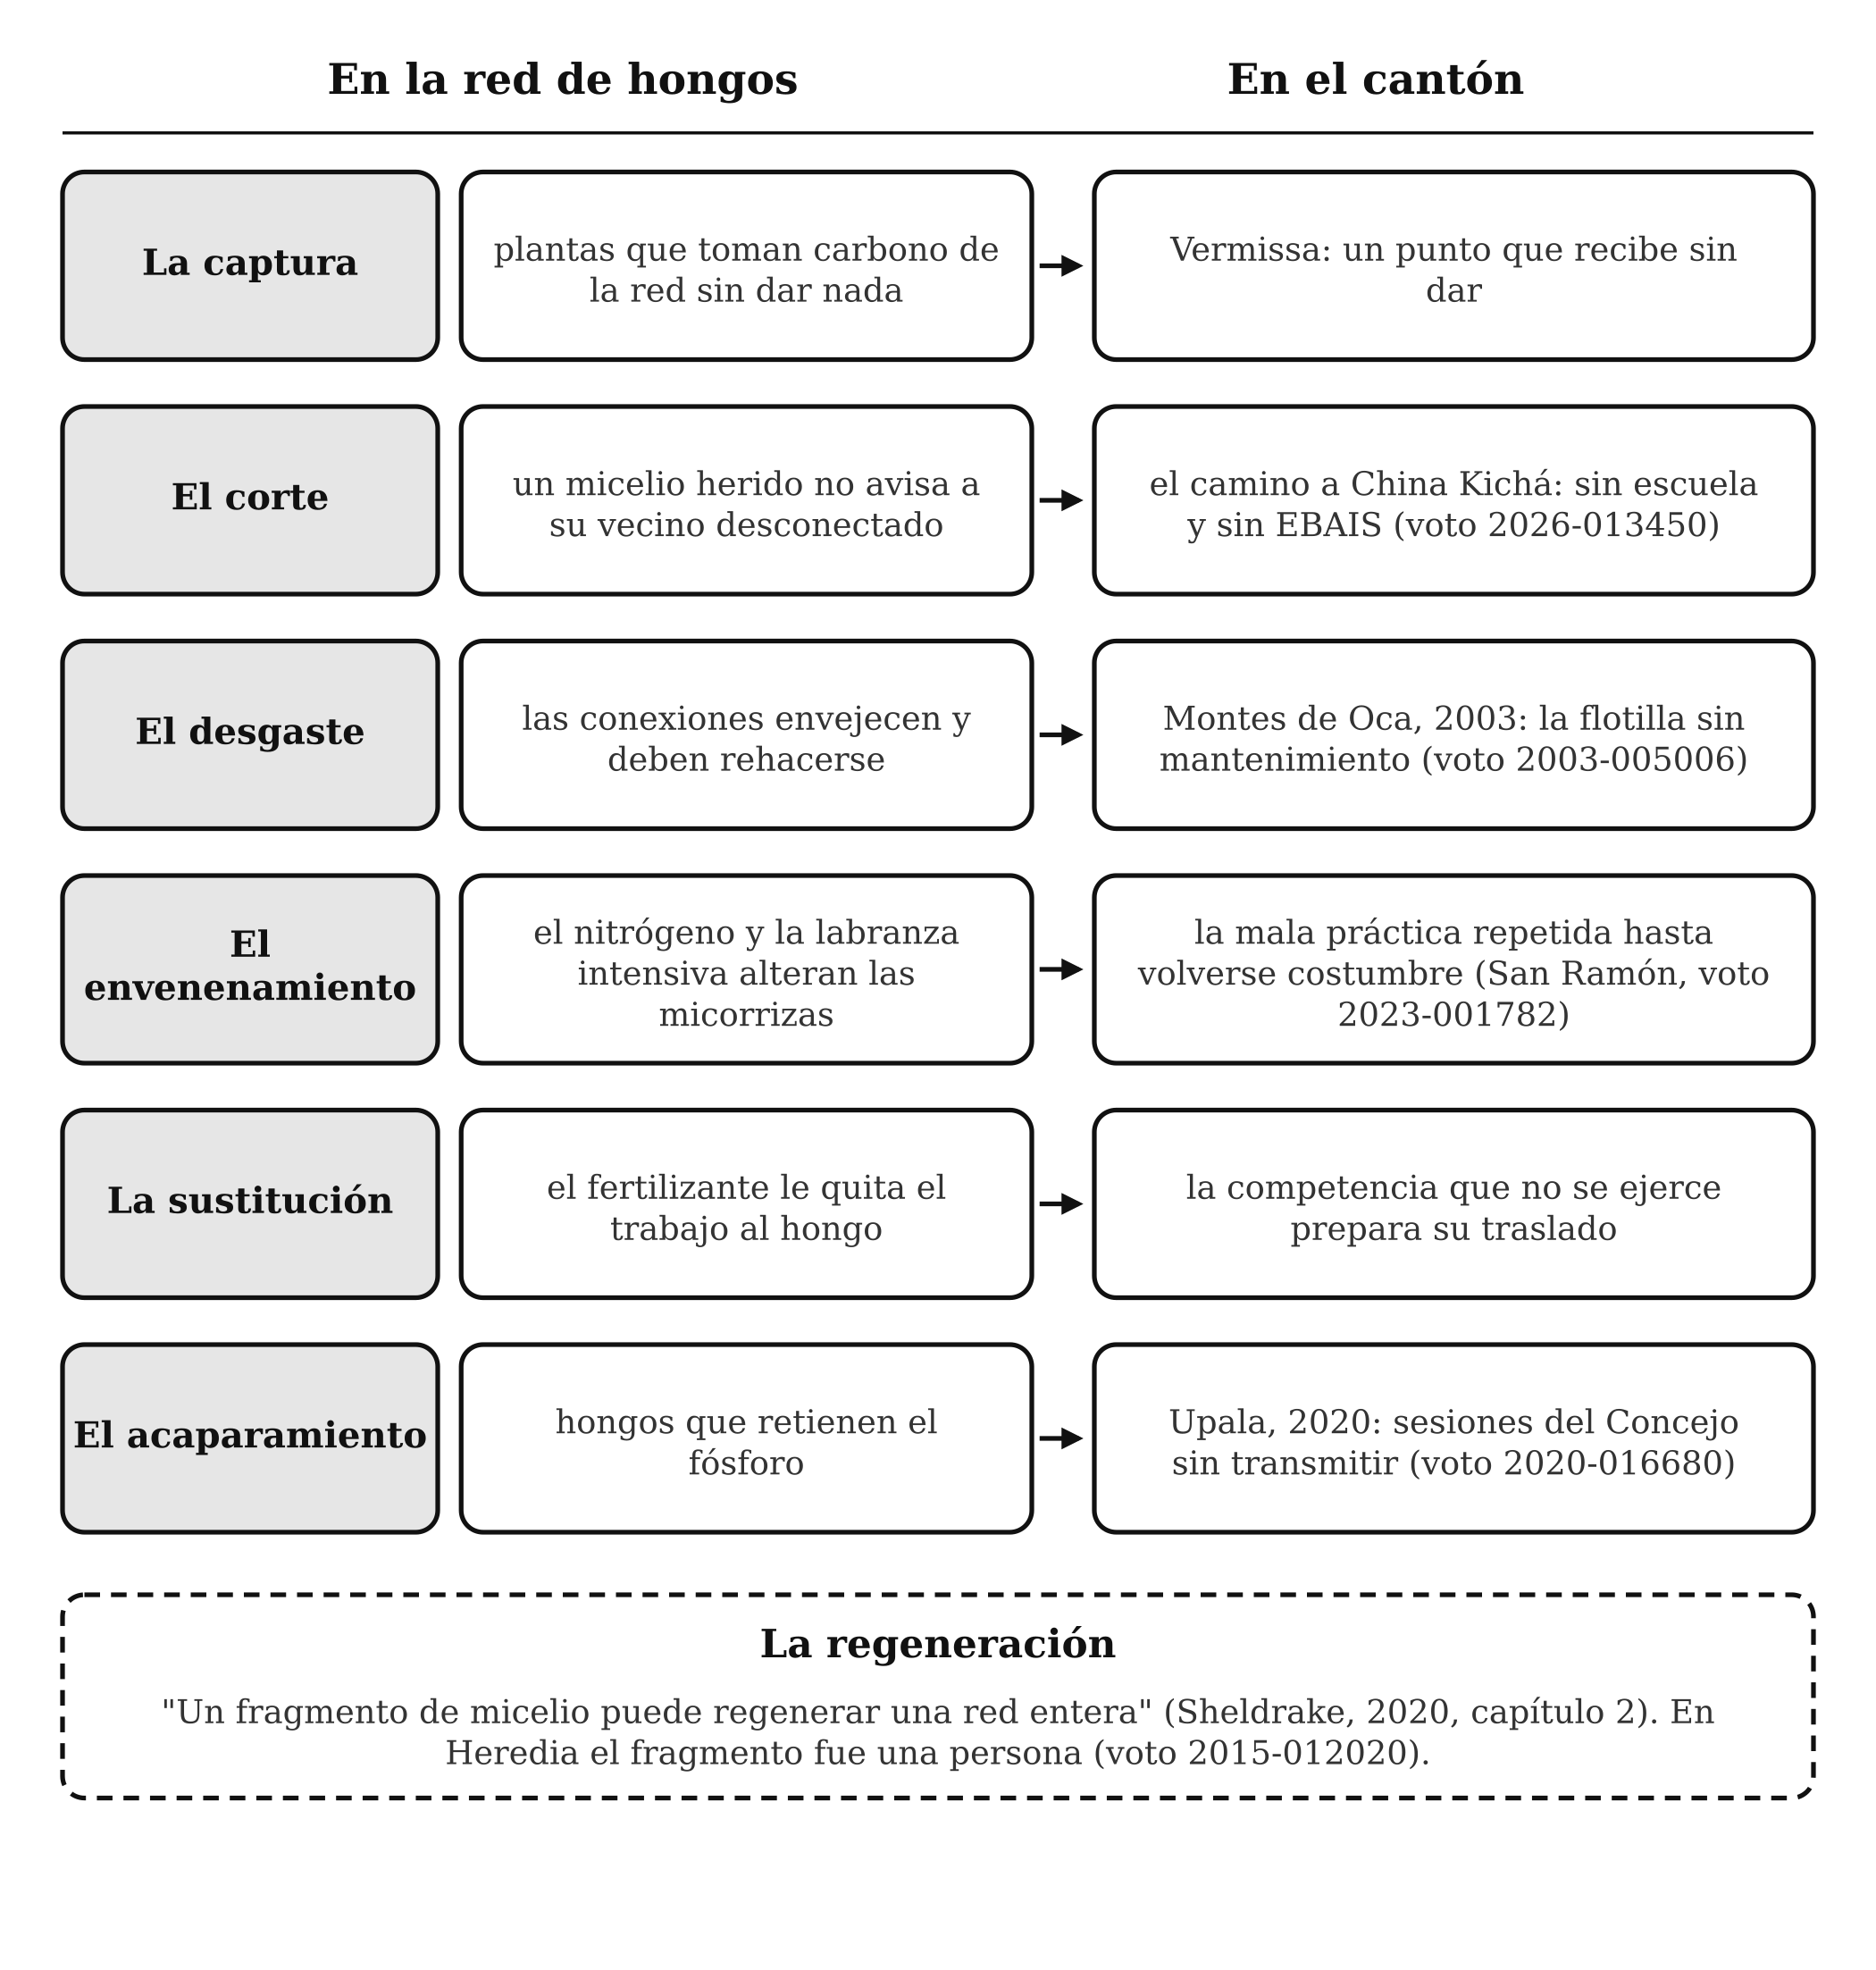 En la red de hongos
En el cantón
La captura
plantas que toman carbono de
la red sin dar nada
Vermissa: un punto que recibe sin
dar
El corte
un micelio herido no avisa a
su vecino desconectado
el camino a China Kichá: sin escuela
y sin EBAIS (voto 2026-013450)
El desgaste
las conexiones envejecen y
deben rehacerse
Montes de Oca, 2003: la flotilla sin
mantenimiento (voto 2003-005006)
El
envenenamiento
el nitrógeno y la labranza
intensiva alteran las
micorrizas
la mala práctica repetida hasta
volverse costumbre (San Ramón, voto
2023-001782)
La sustitución
el fertilizante le quita el
trabajo al hongo
la competencia que no se ejerce
prepara su traslado
El acaparamiento
hongos que retienen el
fósforo
Upala, 2020: sesiones del Concejo
sin transmitir (voto 2020-016680)
La regeneración
"Un fragmento de micelio puede regenerar una red entera" (Sheldrake, 2020, capítulo 2). En
Heredia el fragmento fue una persona (voto 2015-012020).